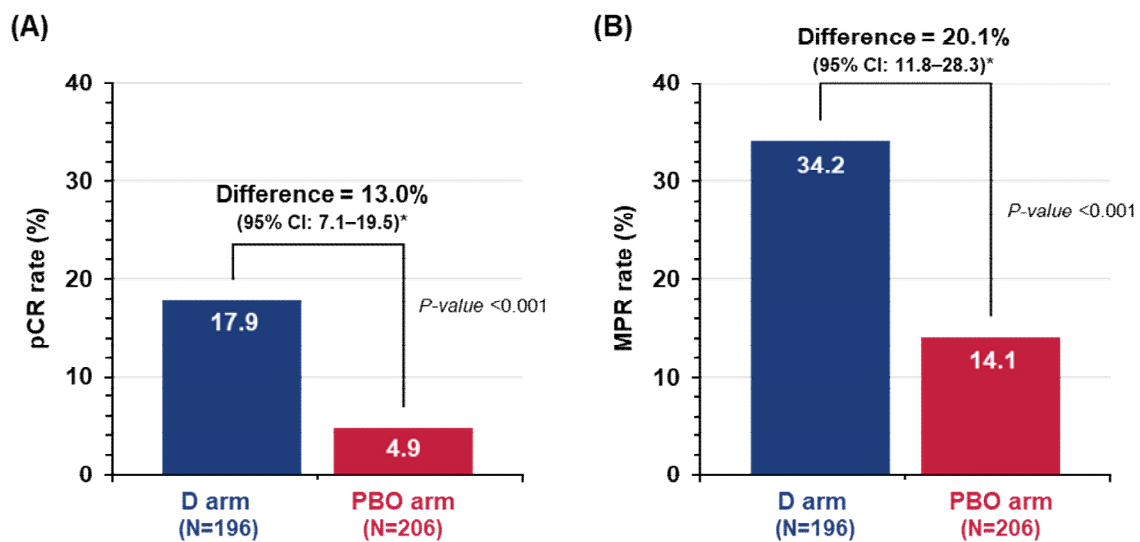 (A)
Difference = 13.0%
(95% CI: 7.1–19.5)*
P-value <0.001
pCR rate (%)
40
30
20
10
0
17.9
4.9
D arm
(N=196)
PBO arm
(N=206)
(B)
Difference = 20.1%
(95% CI: 11.8–28.3)*
P-value <0.001
MPR rate (%)
40
30
20
10
0
34.2
14.1
D arm
(N=196)
PBO arm
(N=206)